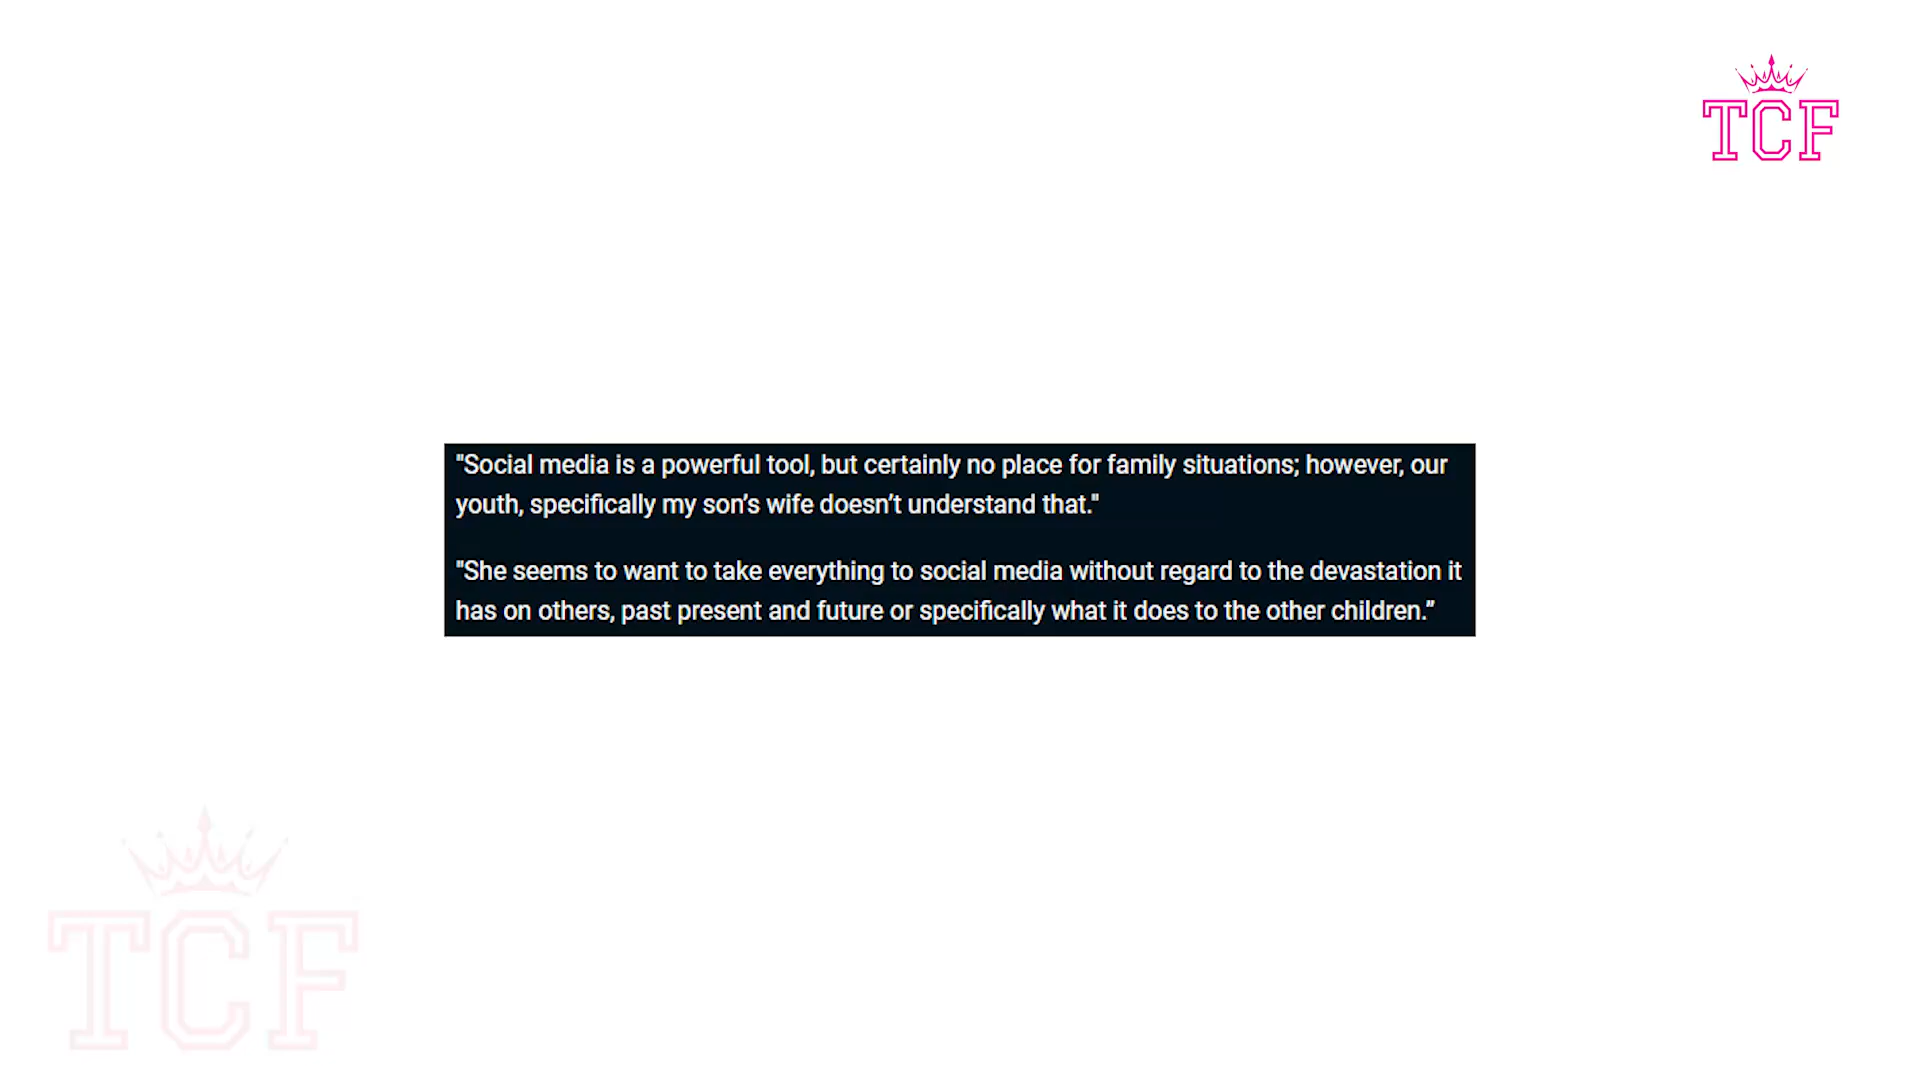 TCF
"Social media is a powerful tool, but certainly no place for family situations; however, our
youth, specifically my son’s wife doesn’t understand that."
"She seems to want to take everything to social media without regard to the devastation it
has on others, past present and future or specifically what it does to the other children.”
TCF